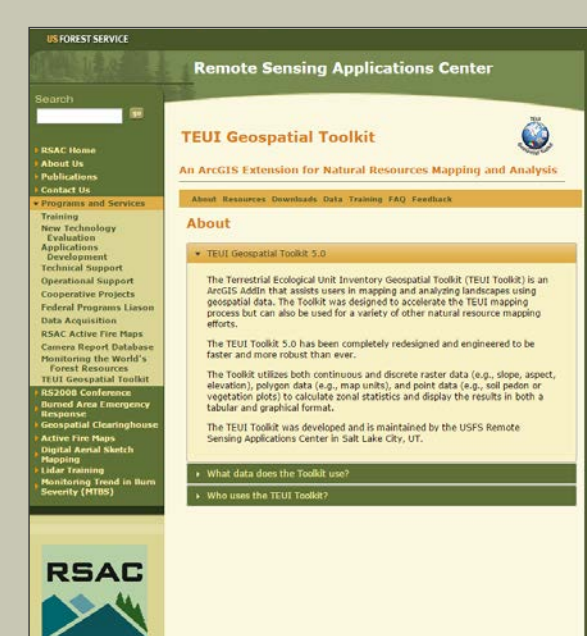 US FOREST SERVICE
Remote Sensing Applications Center
Search
go
RSAC Home
About Us
Publications
Contact Us
Programs and Services
Training
New Technology
Evaluation
Applications
Development
Technical Support
Operational Support
Cooperative Projects
Federal Programs Liason
Data Acquisition
RSAC Active Fire Maps
Camera Report Database
Monitoring the World's
Forest Resources
TEUI Geospatial Toolkit
RS2008 Conference
Burned Area Emergency
Response
Geospatial Clearinghouse
Active Fire Maps
Digital Aerial Sketch
Mapping
Lidar Training
Monitoring Trend in Burn
Severity (MTBS)
RSAC
TEUI Geospatial Toolkit
TEUI
Geospatial Toolkit
An ArcGIS Extension for Natural Resources Mapping and Analysis
About Resources Downloads Data Training FAQ Feedback
About
TEUI Geospatial Toolkit 5.0
The Terrestrial Ecological Unit Inventory Geospatial Toolkit (TEUI Toolkit) is an
ArcGIS AddIn that assists users in mapping and analyzing landscapes using
geospatial data. The Toolkit was designed to accelerate the TEUI mapping
process but can also be used for a variety of other natural resource mapping
efforts.
The TEUI Toolkit 5.0 has been completely redesigned and engineered to be
faster and more robust than ever.
The Toolkit utilizes both continuous and discrete raster data (e.g., slope, aspect,
elevation), polygon data (e.g., map units), and point data (e.g., soil pedon or
vegetation plots) to calculate zonal statistics and display the results in both a
tabular and graphical format.
The TEUI Toolkit was developed and is maintained by the USFS Remote
Sensing Applications Center in Salt Lake City, UT.
What data does the Toolkit use?
Who uses the TEUI Toolkit?